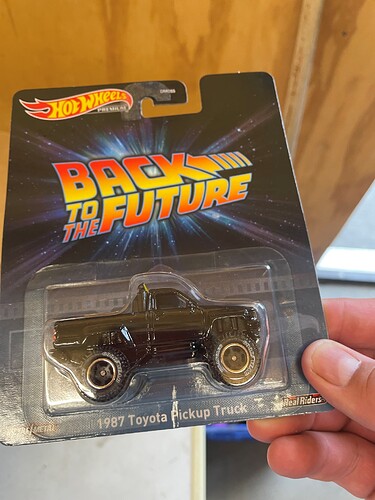 HOT WHEELS
PREMIUM
BACK
TO THE
FUTURE
1987 Toyota Pickup Truck
Real Riders